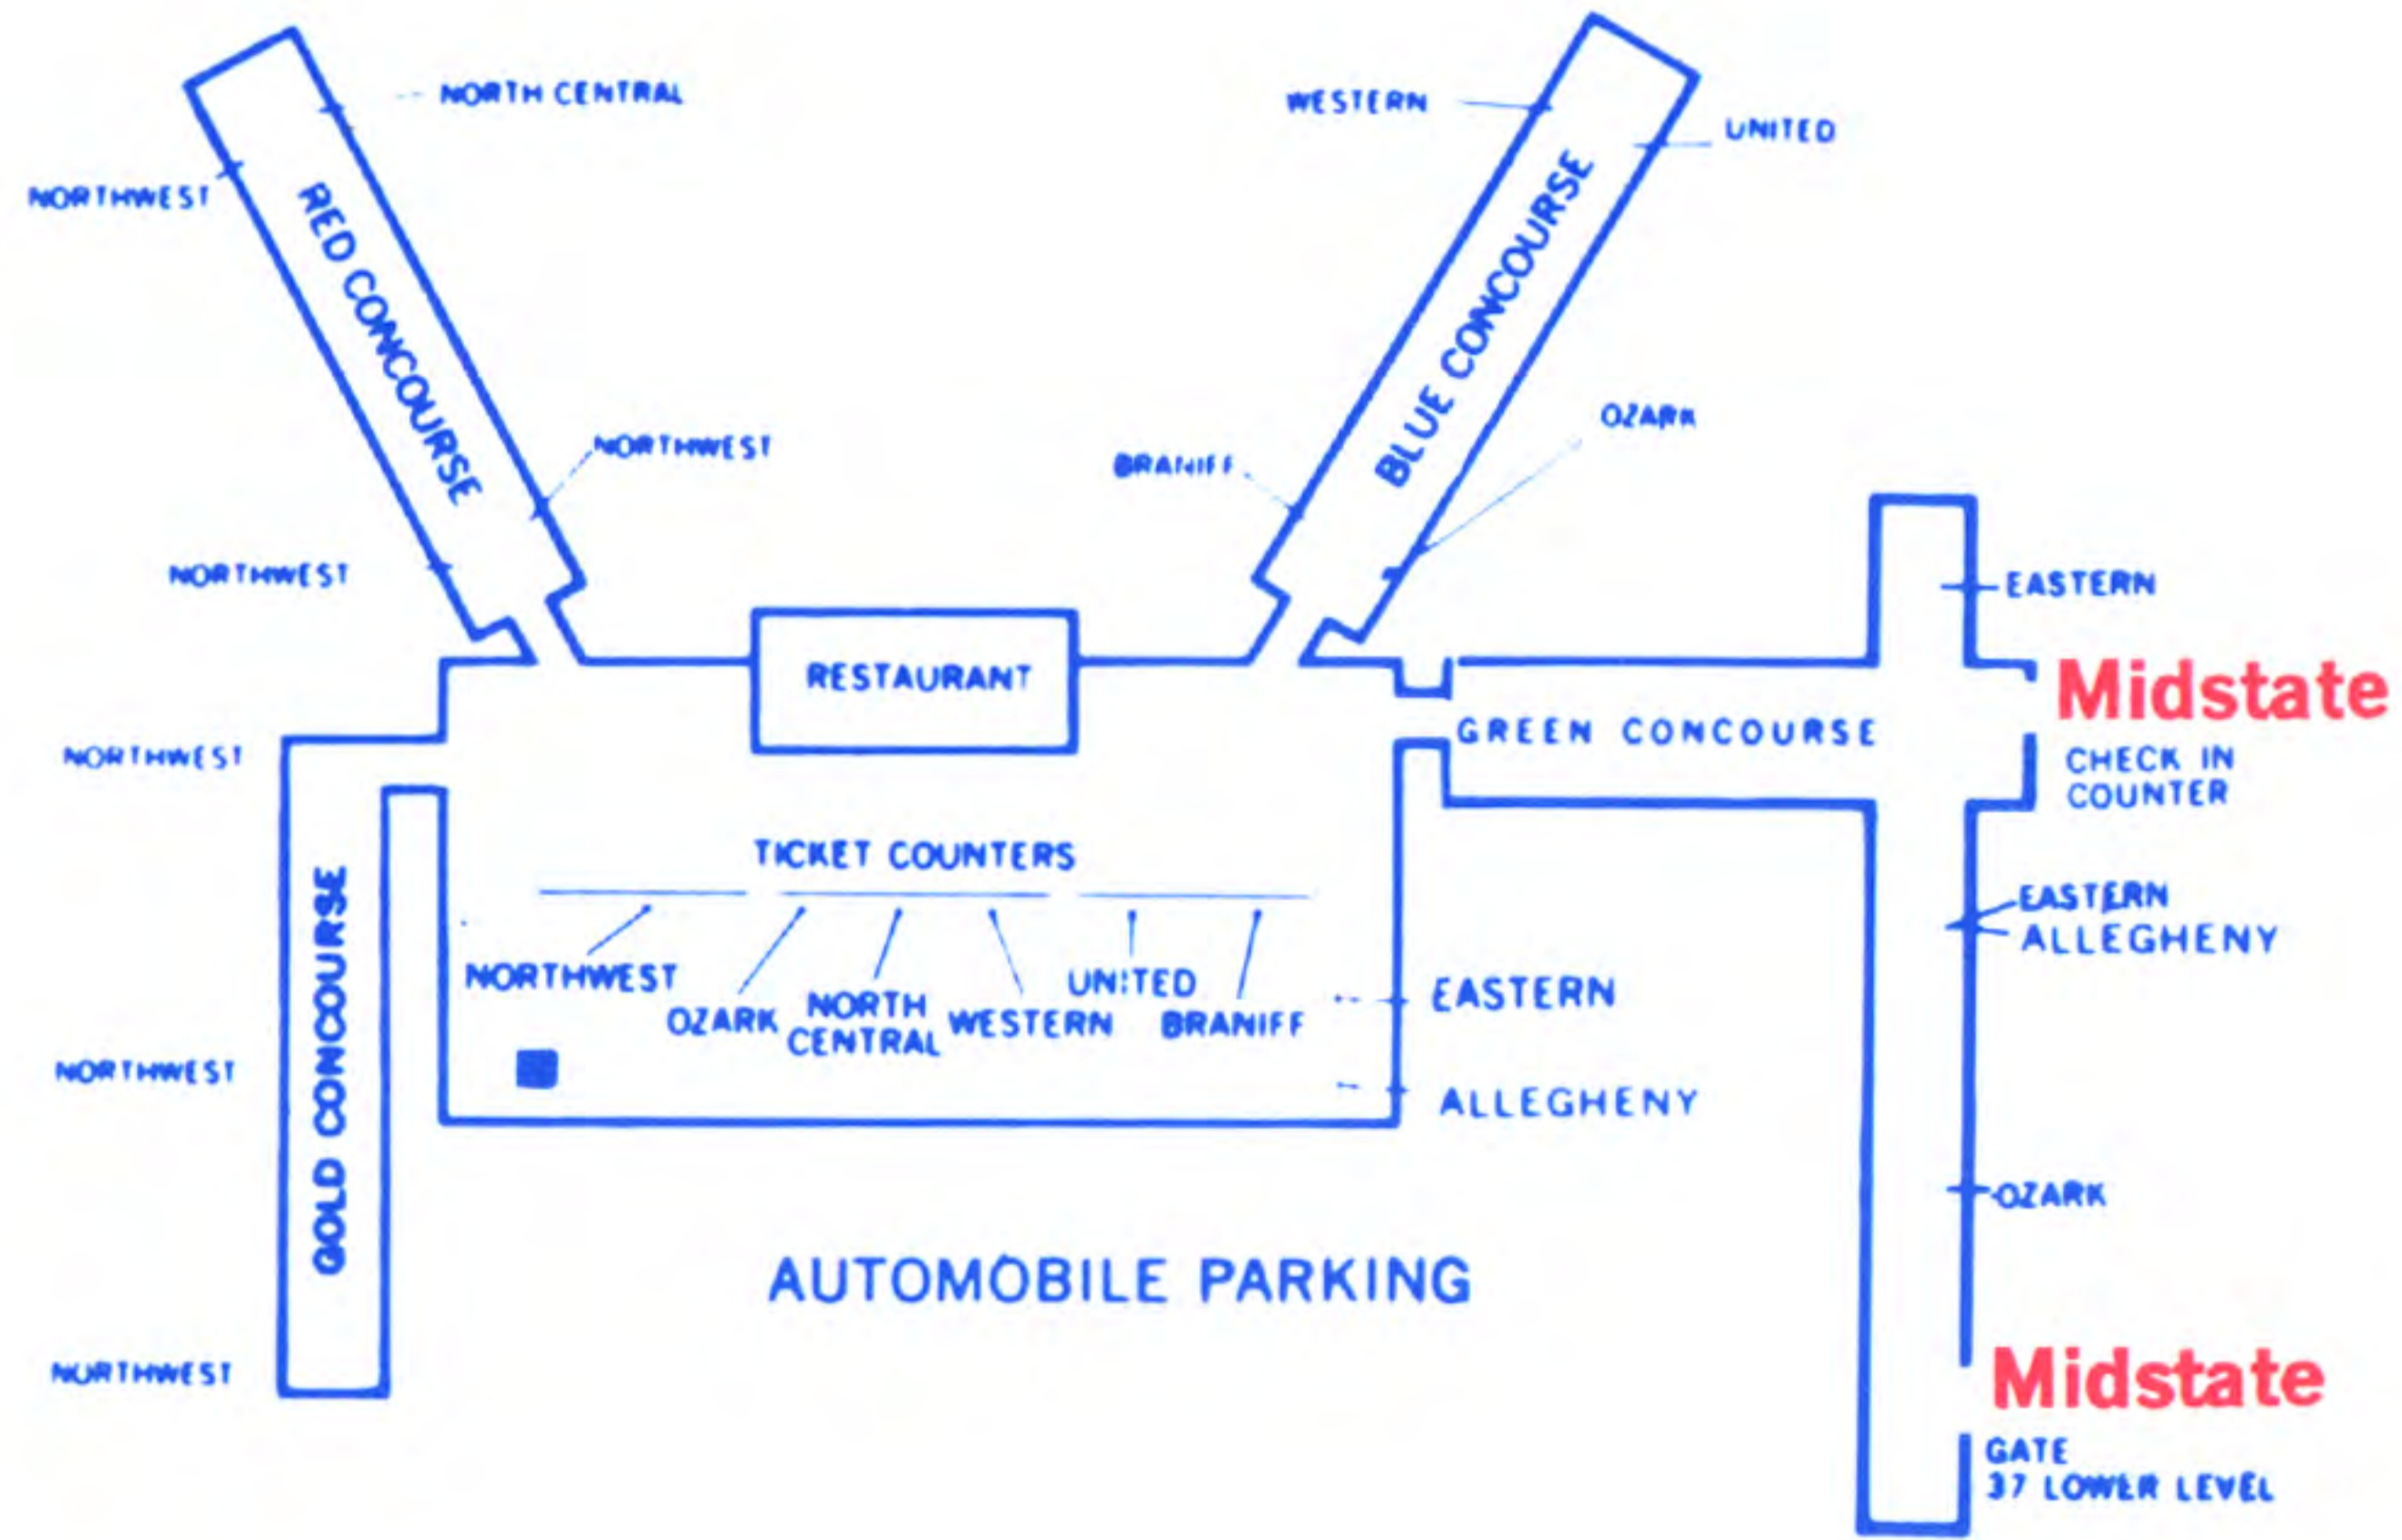 NORTH CENTRAL
WESTERN
UNITED
NORTHWEST
RED CONCOURSE
BLUE CONCOURSE
OZARK
NORTHWEST
BRANIFF
NORTHWEST
EASTERN
RESTAURANT
Midstate
GREEN CONCOURSE
NORTHWEST
CHECK IN
COUNTER
TICKET COUNTERS
EASTERN
ALLEGHENY
GOLD CONCOURSE
NORTHWEST
OZARK
NORTH
CENTRAL
WESTERN
UNITED
BRANIFF
EASTERN
ALLEGHENY
NORTHWEST
OZARK
AUTOMOBILE PARKING
NORTHWEST
Midstate
GATE
37 LOWER LEVEL